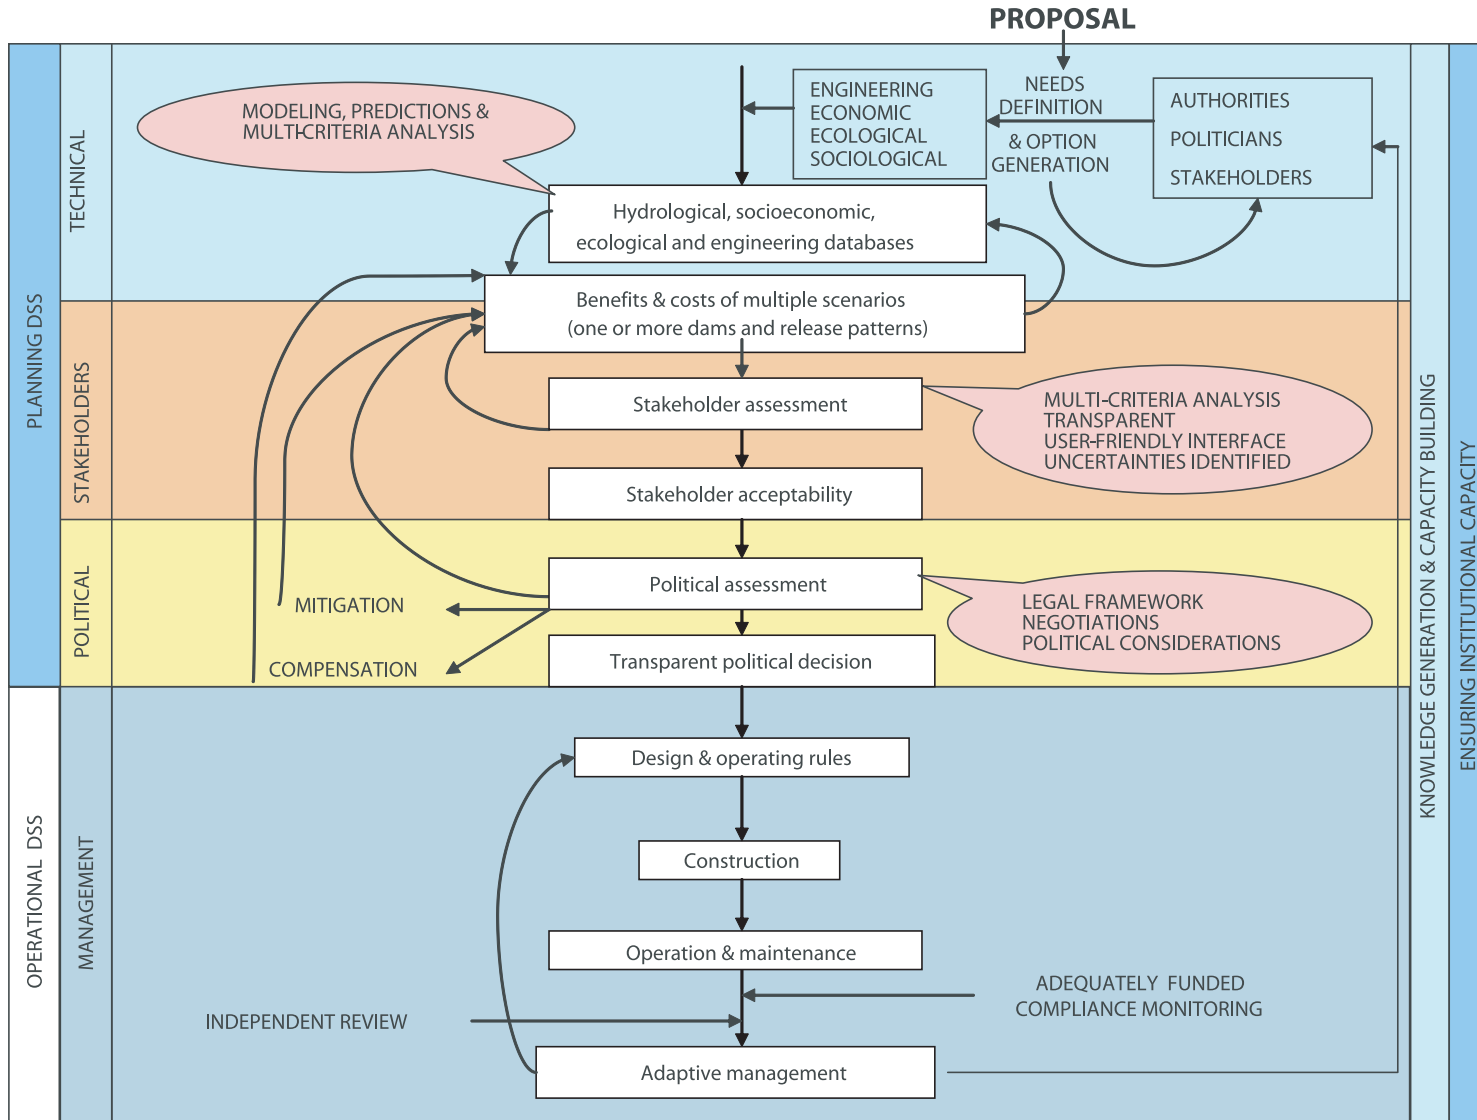 PROPOSAL
MODELING, PREDICTIONS &
MULTI-CRITERIA ANALYSIS
ENGINEERING
ECONOMIC
ECOLOGICAL
SOCIOLOGICAL
NEEDS
DEFINITION
& OPTION
GENERATION
AUTHORITIES
POLITICIANS
STAKEHOLDERS
Hydrological, socioeconomic,
ecological and engineering databases
Benefits & costs of multiple scenarios
(one or more dams and release patterns)
Stakeholder assessment
MULTI-CRITERIA ANALYSIS
TRANSPARENT
USER-FRIENDLY INTERFACE
UNCERTAINTIES IDENTIFIED
Stakeholder acceptability
Political assessment
MITIGATION
COMPENSATION
LEGAL FRAMEWORK
NEGOTIATIONS
POLITICAL CONSIDERATIONS
Transparent political decision
Design & operating rules
Construction
Operation & maintenance
ADEQUATELY FUNDED
COMPLIANCE MONITORING
INDEPENDENT REVIEW
Adaptive management
PLANNING DSS
OPERATIONAL DSS
TECHNICAL
STAKEHOLDERS
POLITICAL
MANAGEMENT
KNOWLEDGE GENERATION & CAPACITY BUILDING
ENSURING INSTITUTIONAL CAPACITY